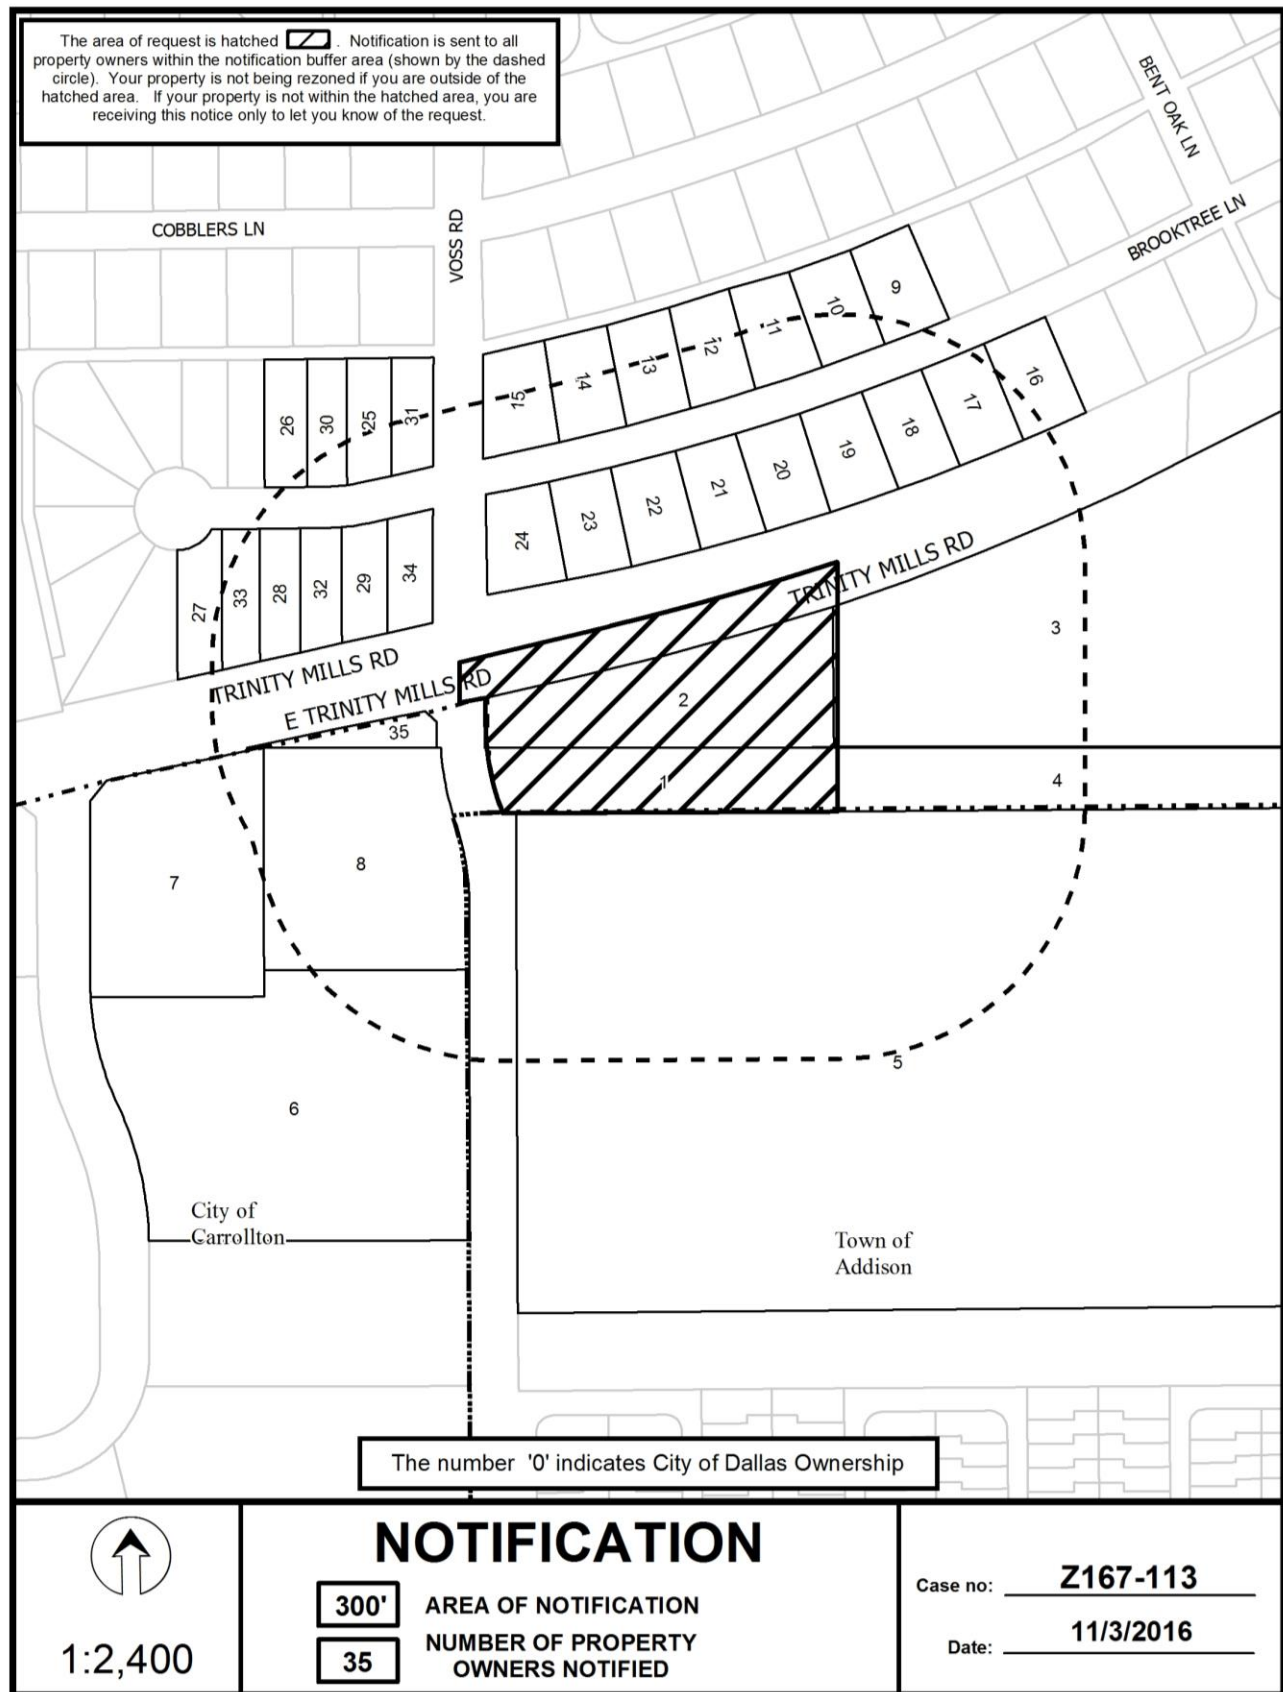 The area of request is hatched . Notification is sent to all
property owners within the notification buffer area (shown by the dashed
circle). Your property is not being rezoned if you are outside of the
hatched area. If your property is not within the hatched area, you are
receiving this notice only to let you know of the request.
BENT OAK LN
COBBLERS LN
VOSS RD
BROOKTREE LN
9
10
11
12
13
14
15
16
17
18
19
20
21
22
23
24
26
30
25
31
27
33
28
32
29
34
TRINITY MILLS RD
TRINITY MILLS RD
E TRINITY MILLS RD
35
2
3
1
4
7
8
5
6
City of
Carrollton
Town of
Addison
The number '0' indicates City of Dallas Ownership
1:2,400
NOTIFICATION
300' AREA OF NOTIFICATION
35 NUMBER OF PROPERTY
OWNERS NOTIFIED
Case no: Z167-113
Date: 11/3/2016